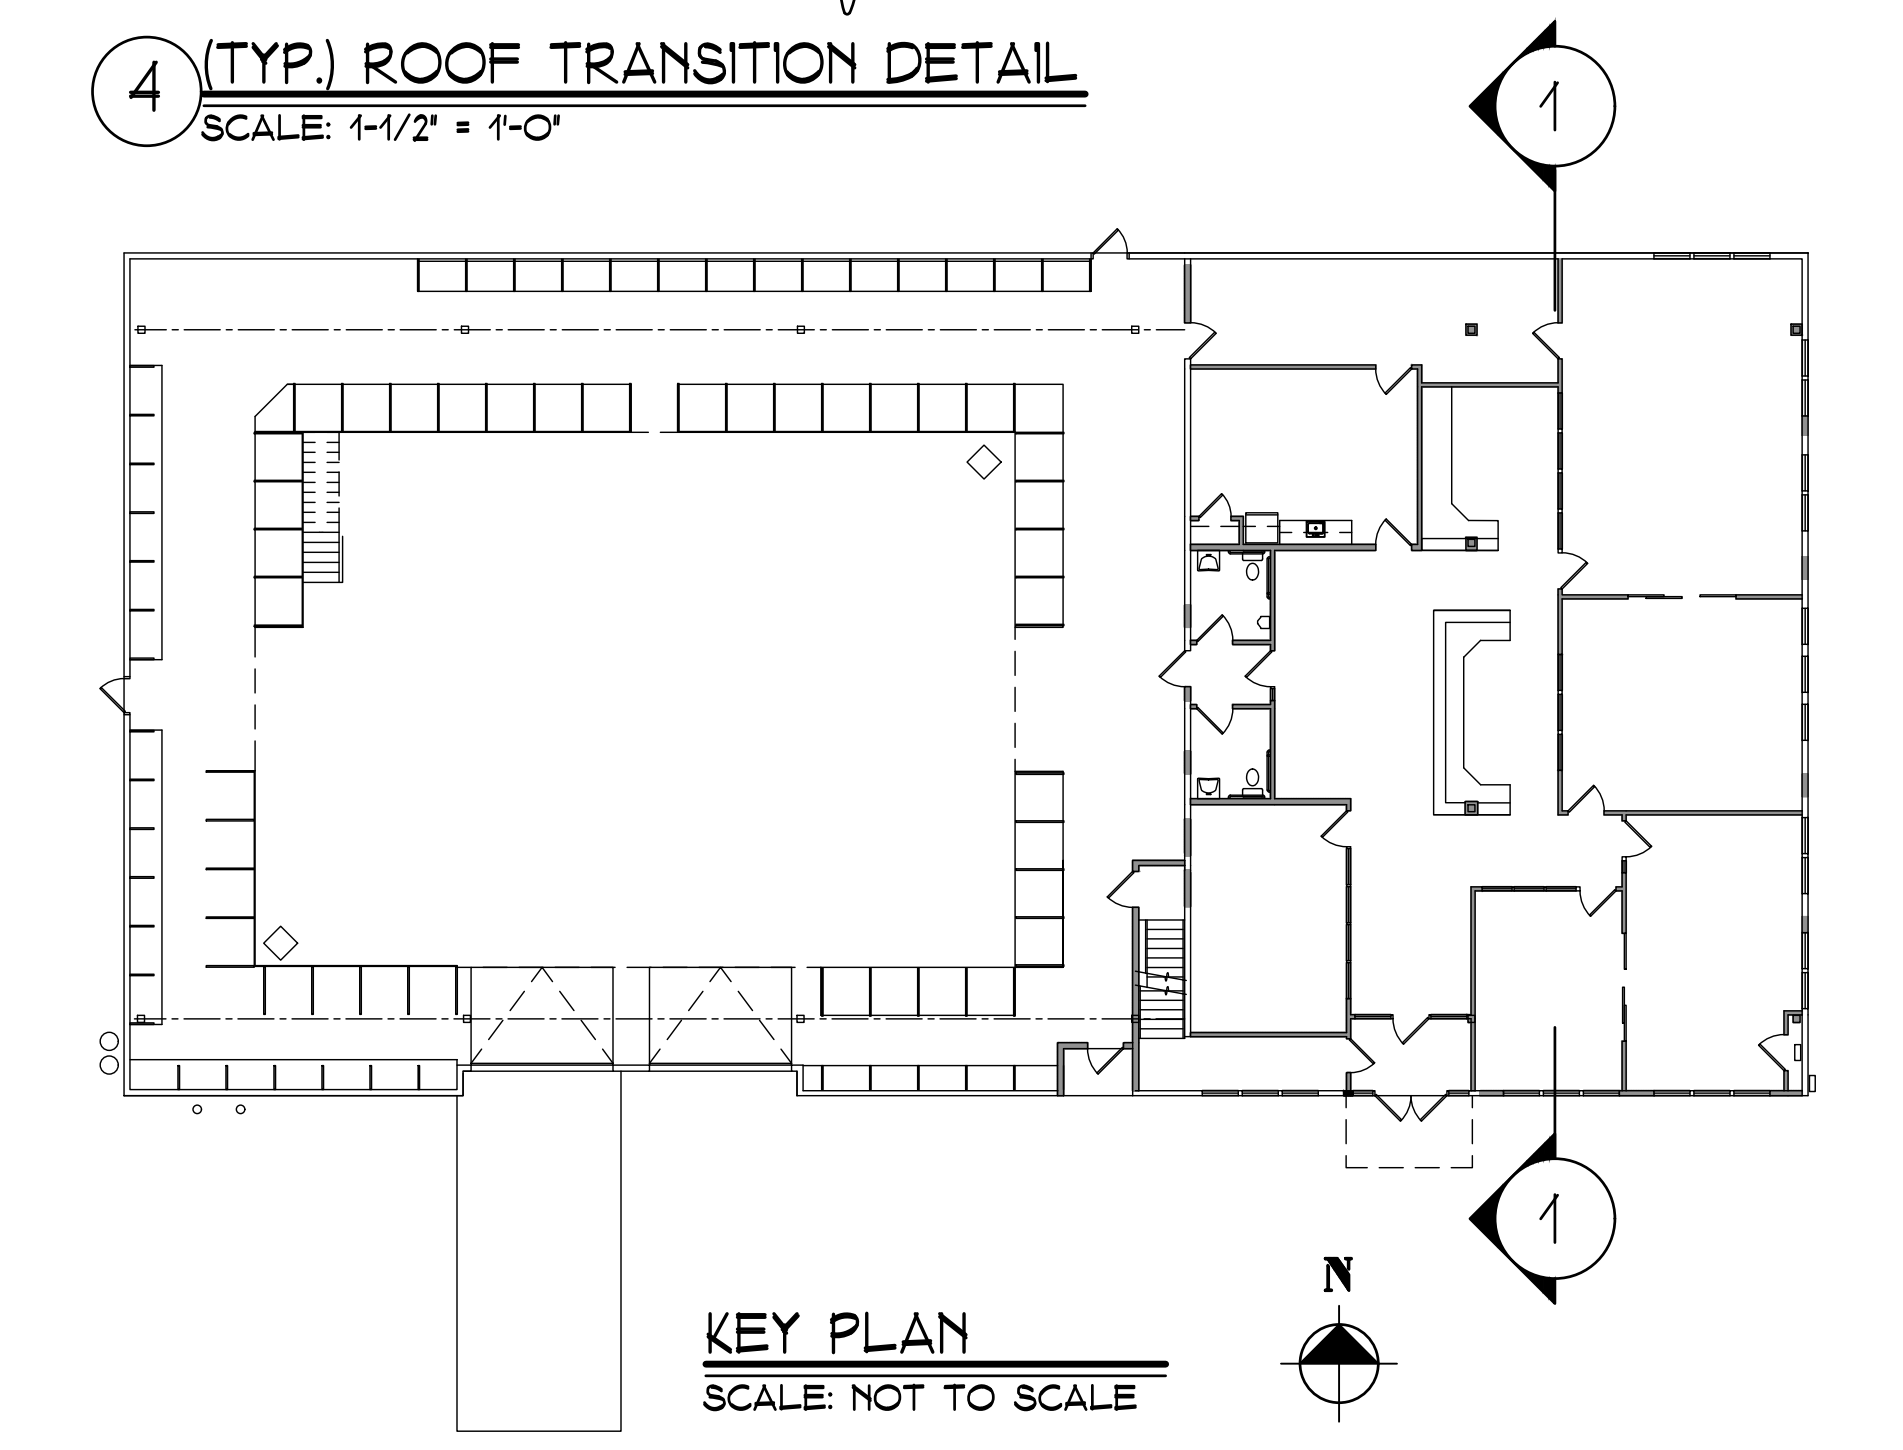 4
(TYP.) ROOF TRANSITION DETAIL
SCALE: 1-1/2" = 1'-0"
1
1
N
KEY PLAN
SCALE: NOT TO SCALE